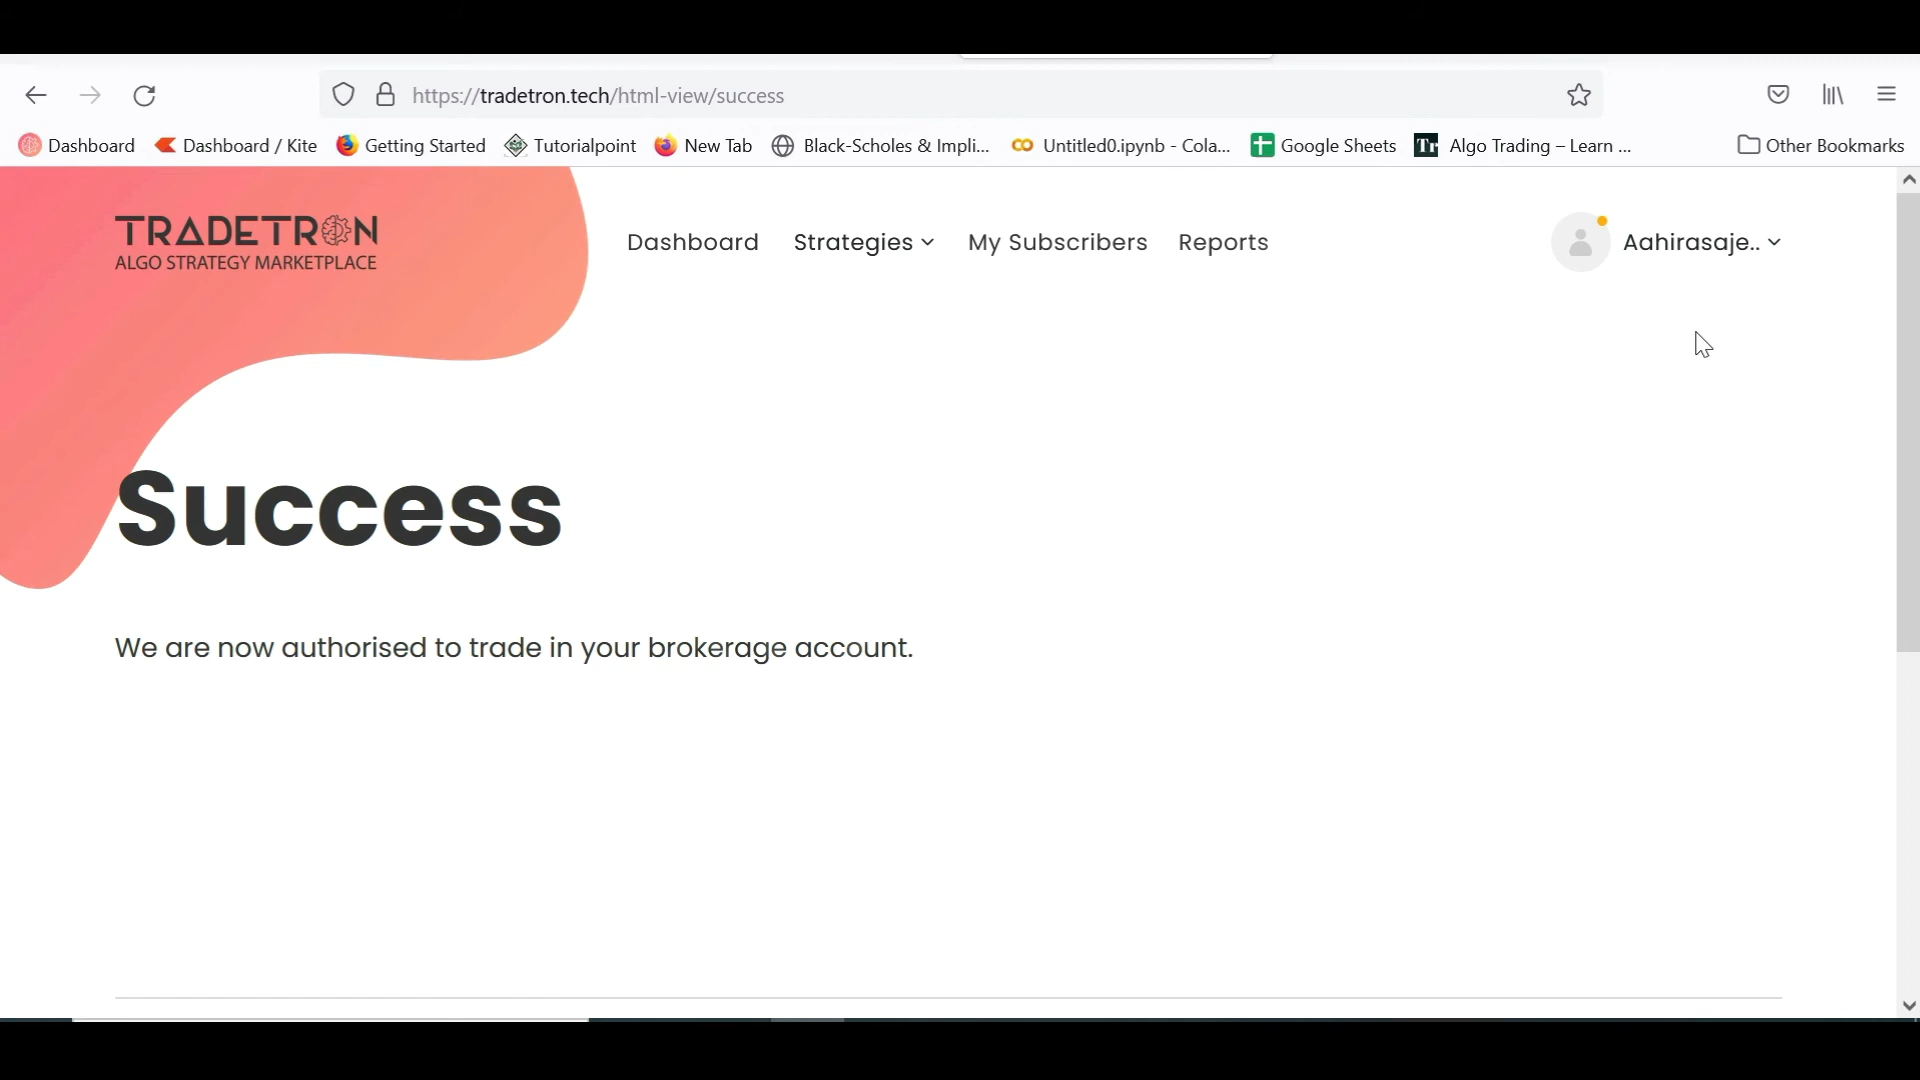 https://tradetron.tech/html-view/success
Dashboard Dashboard / Kite Getting Started Tutorialpoint New Tab Black-Scholes & Impli... Untitled0.ipynb - Cola... Google Sheets Tr Algo Trading – Learn ... Other Bookmarks
TRADETRON
ALGO STRATEGY MARKETPLACE
Dashboard Strategies My Subscribers Reports Aahirasaje..
Success
We are now authorised to trade in your brokerage account.